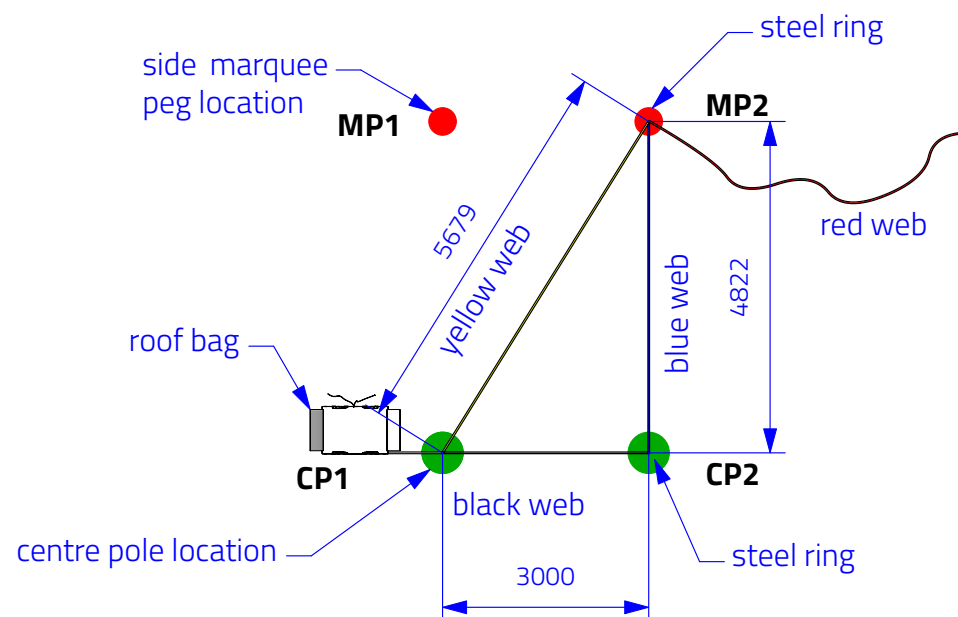 steel ring
side marquee
peg location
MP1
MP2
5679
yellow web
red web
blue web
4822
roof bag
CP1
CP2
black web
centre pole location
steel ring
3000